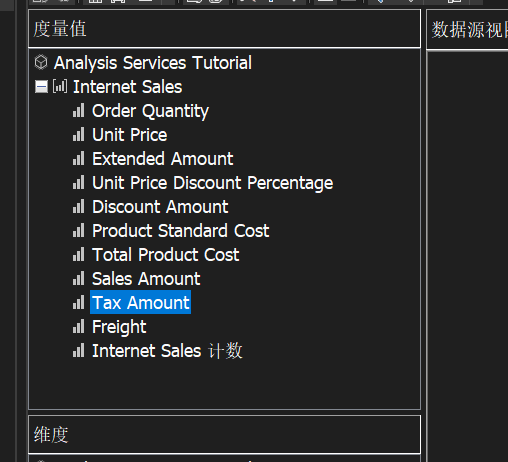 度量值
数据源视
Analysis Services Tutorial
Internet Sales
Order Quantity
Unit Price
Extended Amount
Unit Price Discount Percentage
Discount Amount
Product Standard Cost
Total Product Cost
Sales Amount
Tax Amount
Freight
Internet Sales 计数
维度